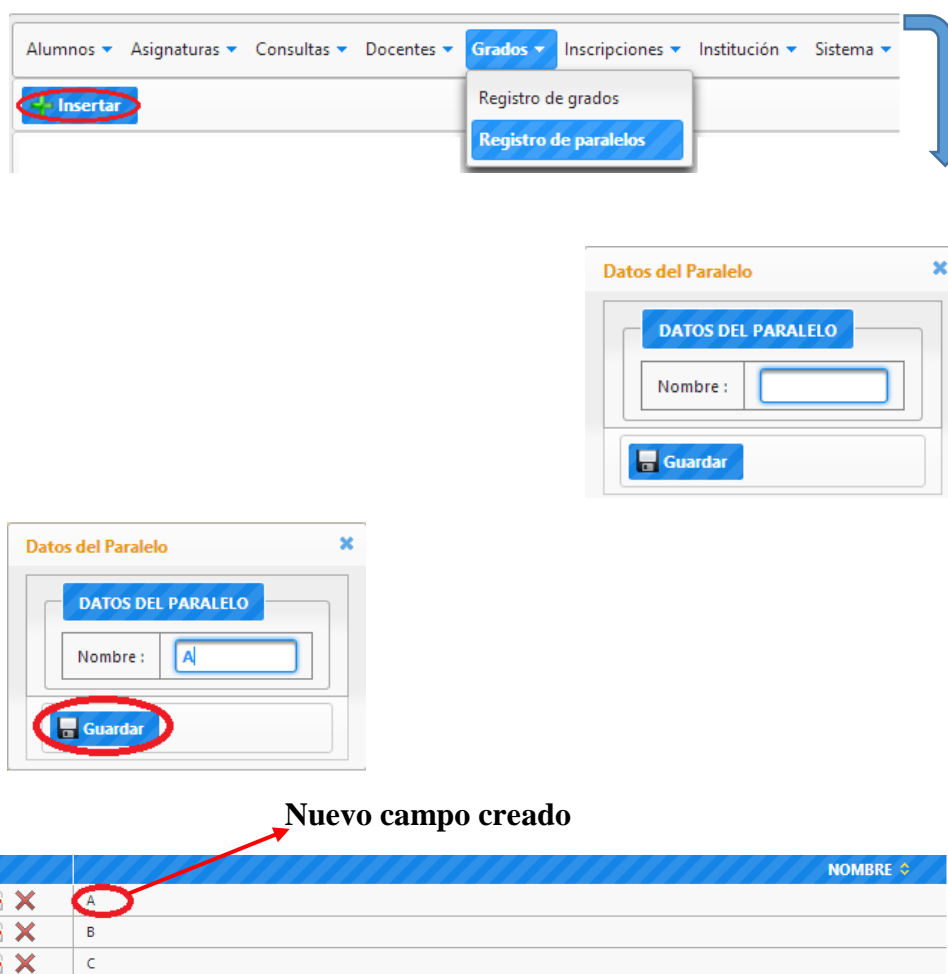 Alumnos Asignaturas Consultas Docentes Grados Inscripciones Institución Sistema
Insertar
Registro de grados
Registro de paralelos
Datos del Paralelo
DATOS DEL PARALELO
Nombre :
Guardar
Datos del Paralelo
DATOS DEL PARALELO
Nombre : A
Guardar
Nuevo campo creado
NOMBRE
A
B
C